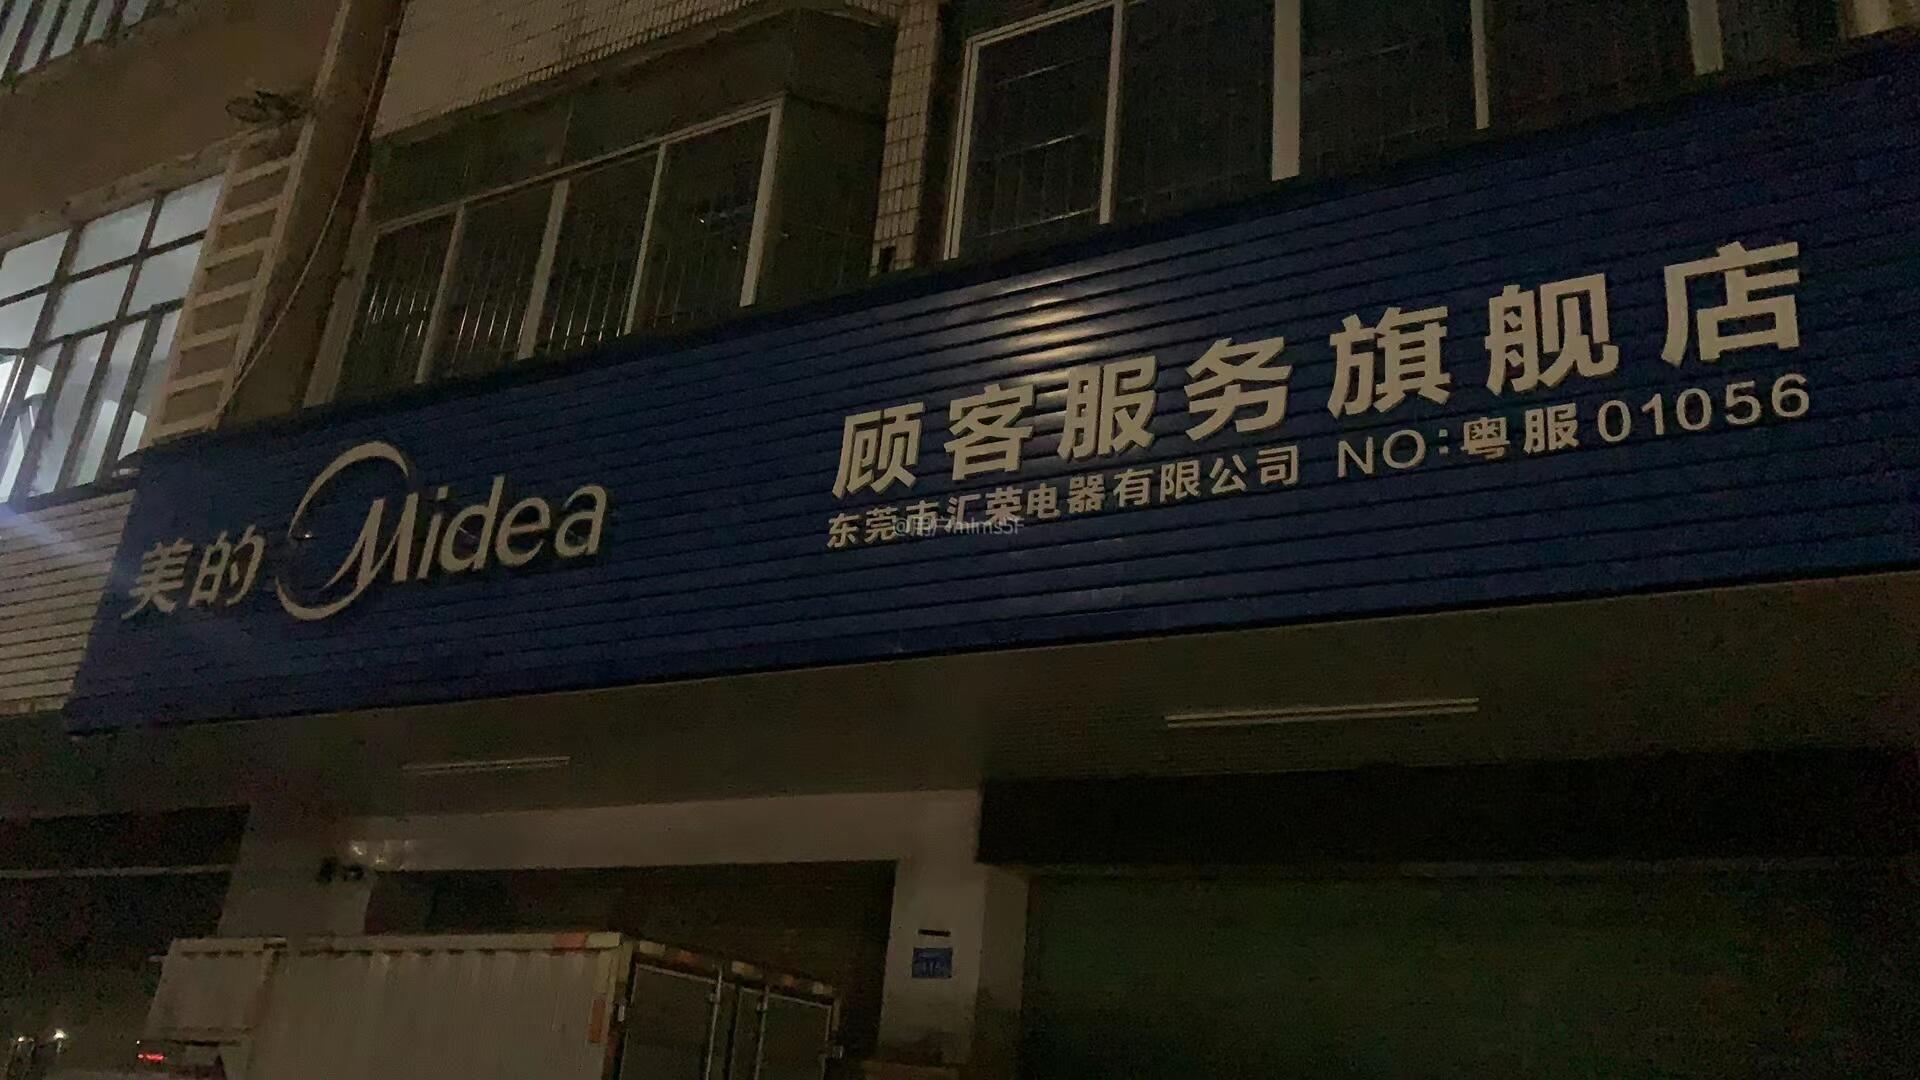 美的 Midea
顾客服务旗舰店
东莞市汇荣电器有限公司 NO:粤服01056